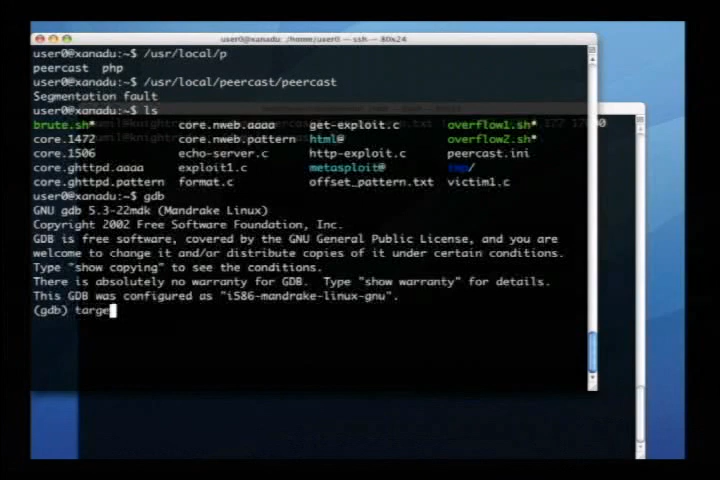 user0@xanadu: /home/user0 — ssh — 80x24
user0@xanadu:~$ /usr/local/p
peercast php
user0@xanadu:~$ /usr/local/peercast/peercast
Segmentation fault
user0@xanadu:~$ ls
brute.sh* core.nweb.aaaa get-exploit.c overflow1.sh*
core.1472 core.nweb.pattern html@ overflow2.sh*
core.1506 echo-server.c http-exploit.c peercast.ini
core.ghttpd.aaaa exploit1.c metasploit@ tmp/
core.ghttpd.pattern format.c offset_pattern.txt victim1.c
user0@xanadu:~$ gdb
GNU gdb 5.3-22mdk (Mandrake Linux)
Copyright 2002 Free Software Foundation, Inc.
GDB is free software, covered by the GNU General Public License, and you are
welcome to change it and/or distribute copies of it under certain conditions.
Type "show copying" to see the conditions.
There is absolutely no warranty for GDB. Type "show warranty" for details.
This GDB was configured as "i586-mandrake-linux-gnu".
(gdb) targe